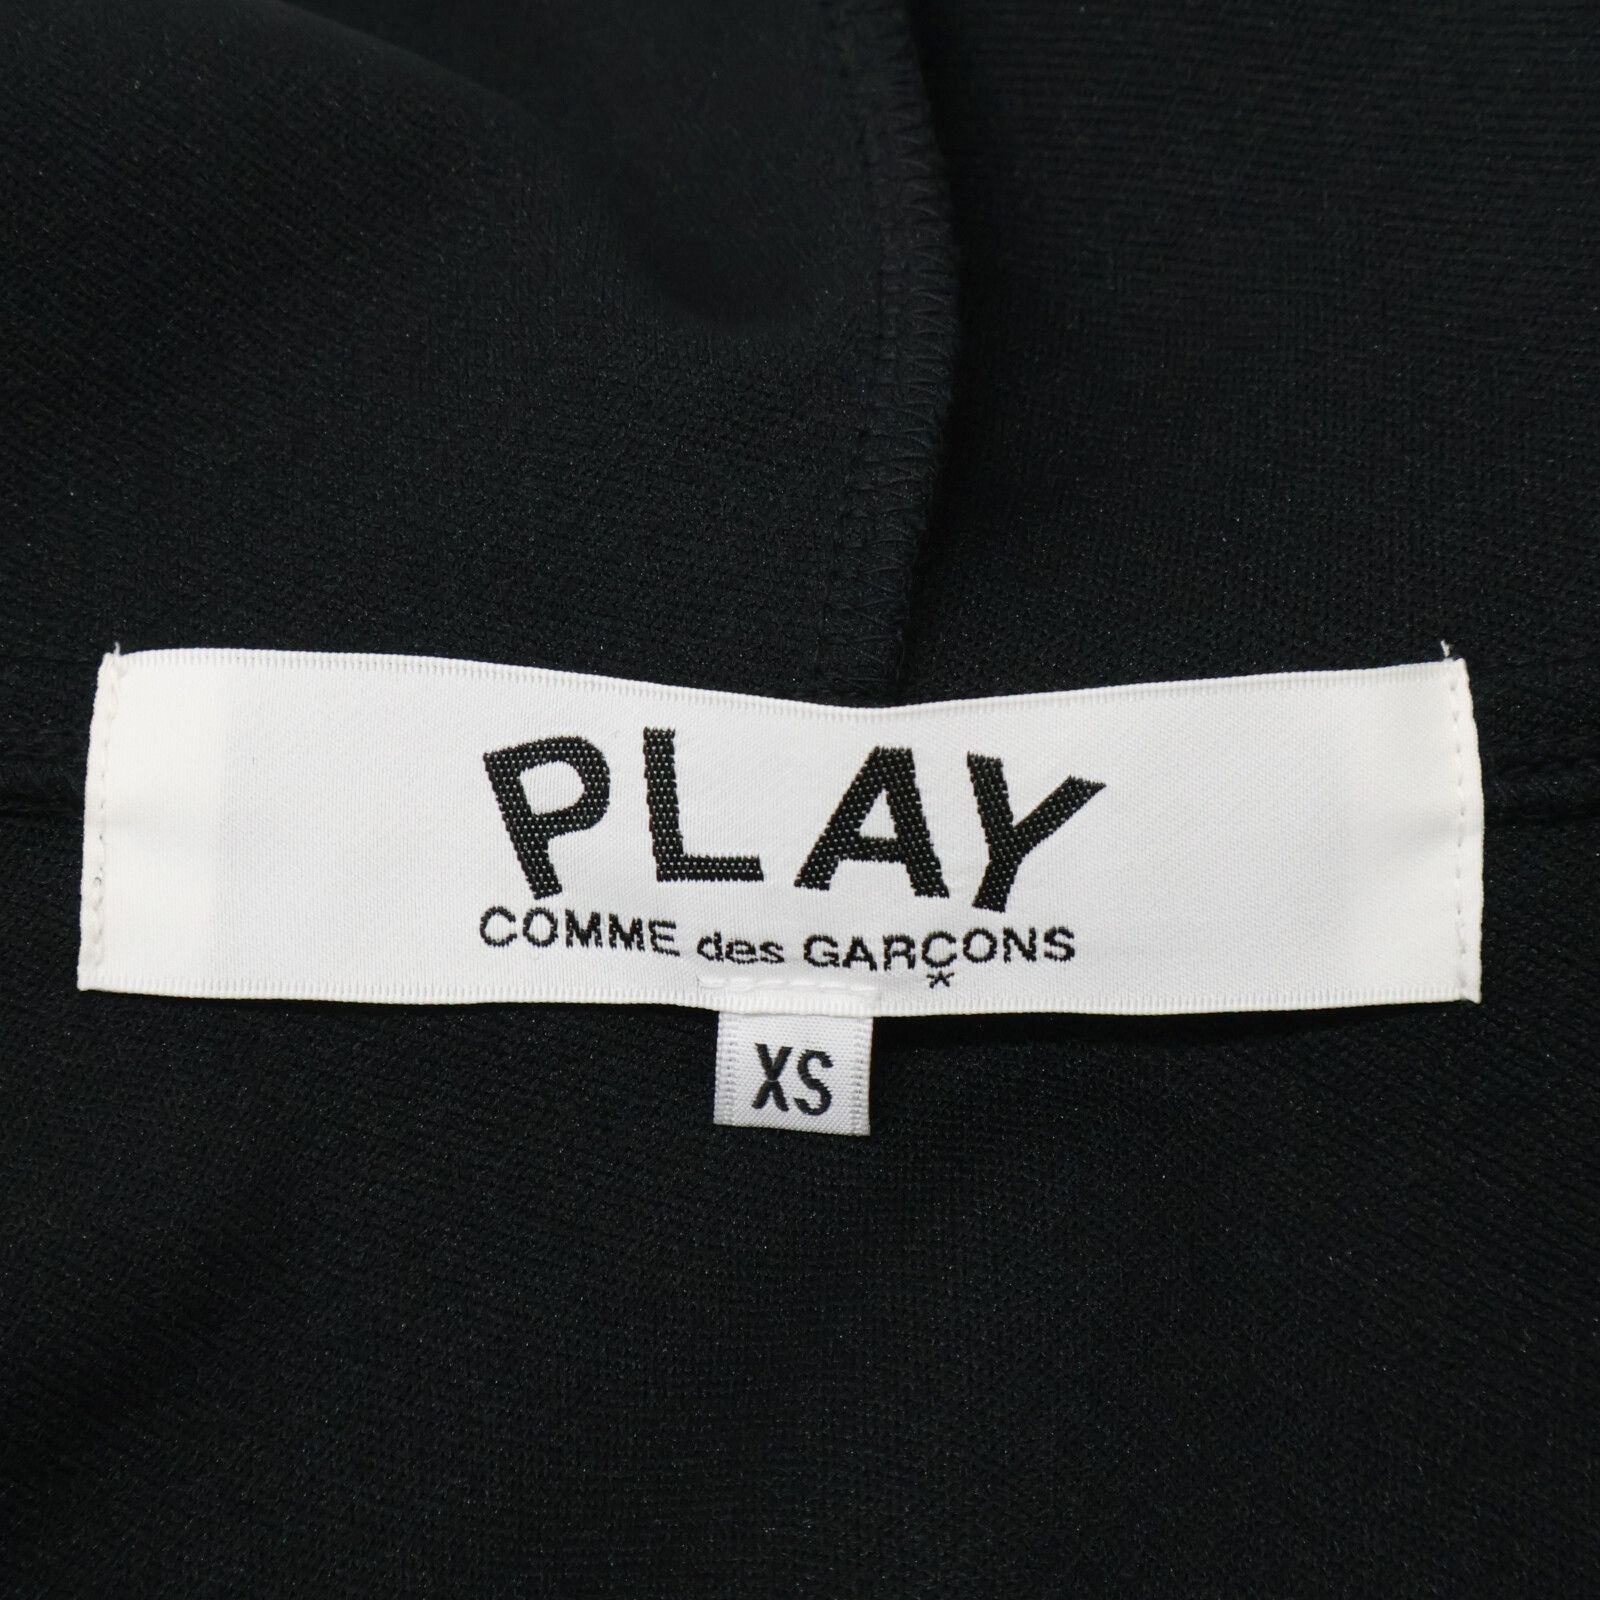 PLAY
COMME des GARÇONS
*
XS